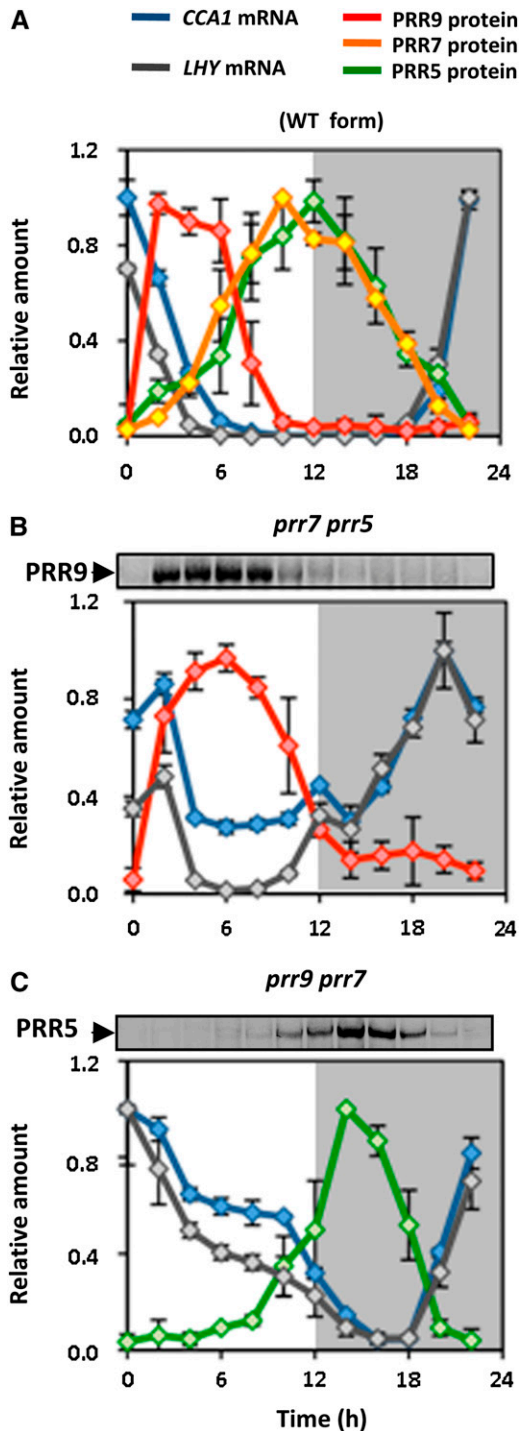 A
CCA1 mRNA
LHY mRNA
PRR9 protein
PRR7 protein
PRR5 protein
(WT form)
Relative amount
1.2
0.8
0.4
0.0
0 6 12 18 24
B
prr7 prr5
PRR9
Relative amount
1.2
0.8
0.4
0.0
0 6 12 18 24
C
prr9 prr7
PRR5
Relative amount
1.2
0.8
0.4
0.0
0 6 12 18 24
Time (h)